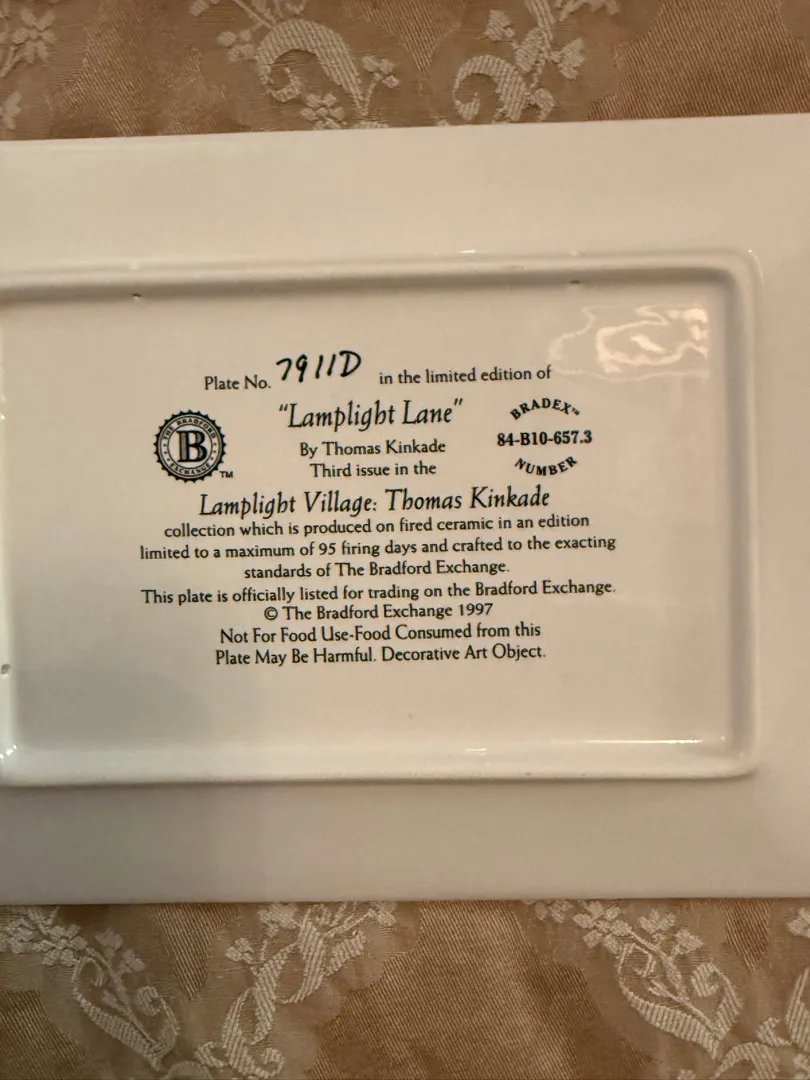 Plate No. 7911D in the limited edition of
"Lamplight Lane"
By Thomas Kinkade
Third issue in the
THE BRADFORD
B
EXCHANGE
TM
BRADEX™
84-B10-657.3
NUMBER
Lamplight Village: Thomas Kinkade
collection which is produced on fired ceramic in an edition
limited to a maximum of 95 firing days and crafted to the exacting
standards of The Bradford Exchange.
This plate is officially listed for trading on the Bradford Exchange.
© The Bradford Exchange 1997
Not For Food Use-Food Consumed from this
Plate May Be Harmful. Decorative Art Object.